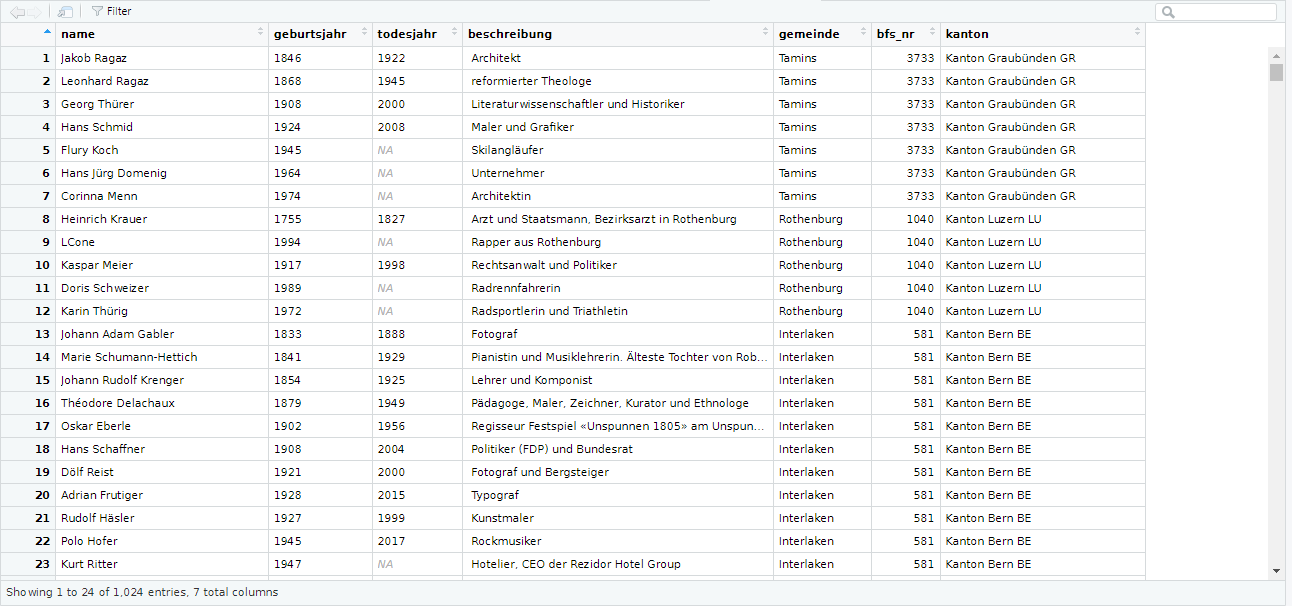 Filter
name geburtsjahr todesjahr beschreibung gemeinde bfs_nr kanton
1 Jakob Ragaz 1846 1922 Architekt Tamins 3733 Kanton Graubünden GR
2 Leonhard Ragaz 1868 1945 reformierter Theologe Tamins 3733 Kanton Graubünden GR
3 Georg Thürer 1908 2000 Literaturwissenschaftler und Historiker Tamins 3733 Kanton Graubünden GR
4 Hans Schmid 1924 2008 Maler und Grafiker Tamins 3733 Kanton Graubünden GR
5 Flury Koch 1945 NA Skilangläufer Tamins 3733 Kanton Graubünden GR
6 Hans Jürg Domenig 1964 NA Unternehmer Tamins 3733 Kanton Graubünden GR
7 Corinna Menn 1974 NA Architektin Tamins 3733 Kanton Graubünden GR
8 Heinrich Krauer 1755 1827 Arzt und Staatsmann, Bezirksarzt in Rothenburg Rothenburg 1040 Kanton Luzern LU
9 LCone 1994 NA Rapper aus Rothenburg Rothenburg 1040 Kanton Luzern LU
10 Kaspar Meier 1917 1998 Rechtsanwalt und Politiker Rothenburg 1040 Kanton Luzern LU
11 Doris Schweizer 1989 NA Radrennfahrerin Rothenburg 1040 Kanton Luzern LU
12 Karin Thürig 1972 NA Radsportlerin und Triathletin Rothenburg 1040 Kanton Luzern LU
13 Johann Adam Gabler 1833 1888 Fotograf Interlaken 581 Kanton Bern BE
14 Marie Schumann-Hettich 1841 1929 Pianistin und Musiklehrerin. Älteste Tochter von Rob... Interlaken 581 Kanton Bern BE
15 Johann Rudolf Krenger 1854 1925 Lehrer und Komponist Interlaken 581 Kanton Bern BE
16 Théodore Delachaux 1879 1949 Pädagoge, Maler, Zeichner, Kurator und Ethnologe Interlaken 581 Kanton Bern BE
17 Oskar Eberle 1902 1956 Regisseur Festspiel «Unspunnen 1805» am Unspun... Interlaken 581 Kanton Bern BE
18 Hans Schaffner 1908 2004 Politiker (FDP) und Bundesrat Interlaken 581 Kanton Bern BE
19 Dölf Reist 1921 2000 Fotograf und Bergsteiger Interlaken 581 Kanton Bern BE
20 Adrian Frutiger 1928 2015 Typograf Interlaken 581 Kanton Bern BE
21 Rudolf Häsler 1927 1999 Kunstmaler Interlaken 581 Kanton Bern BE
22 Polo Hofer 1945 2017 Rockmusiker Interlaken 581 Kanton Bern BE
23 Kurt Ritter 1947 NA Hotelier, CEO der Rezidor Hotel Group Interlaken 581 Kanton Bern BE
Showing 1 to 24 of 1,024 entries, 7 total columns